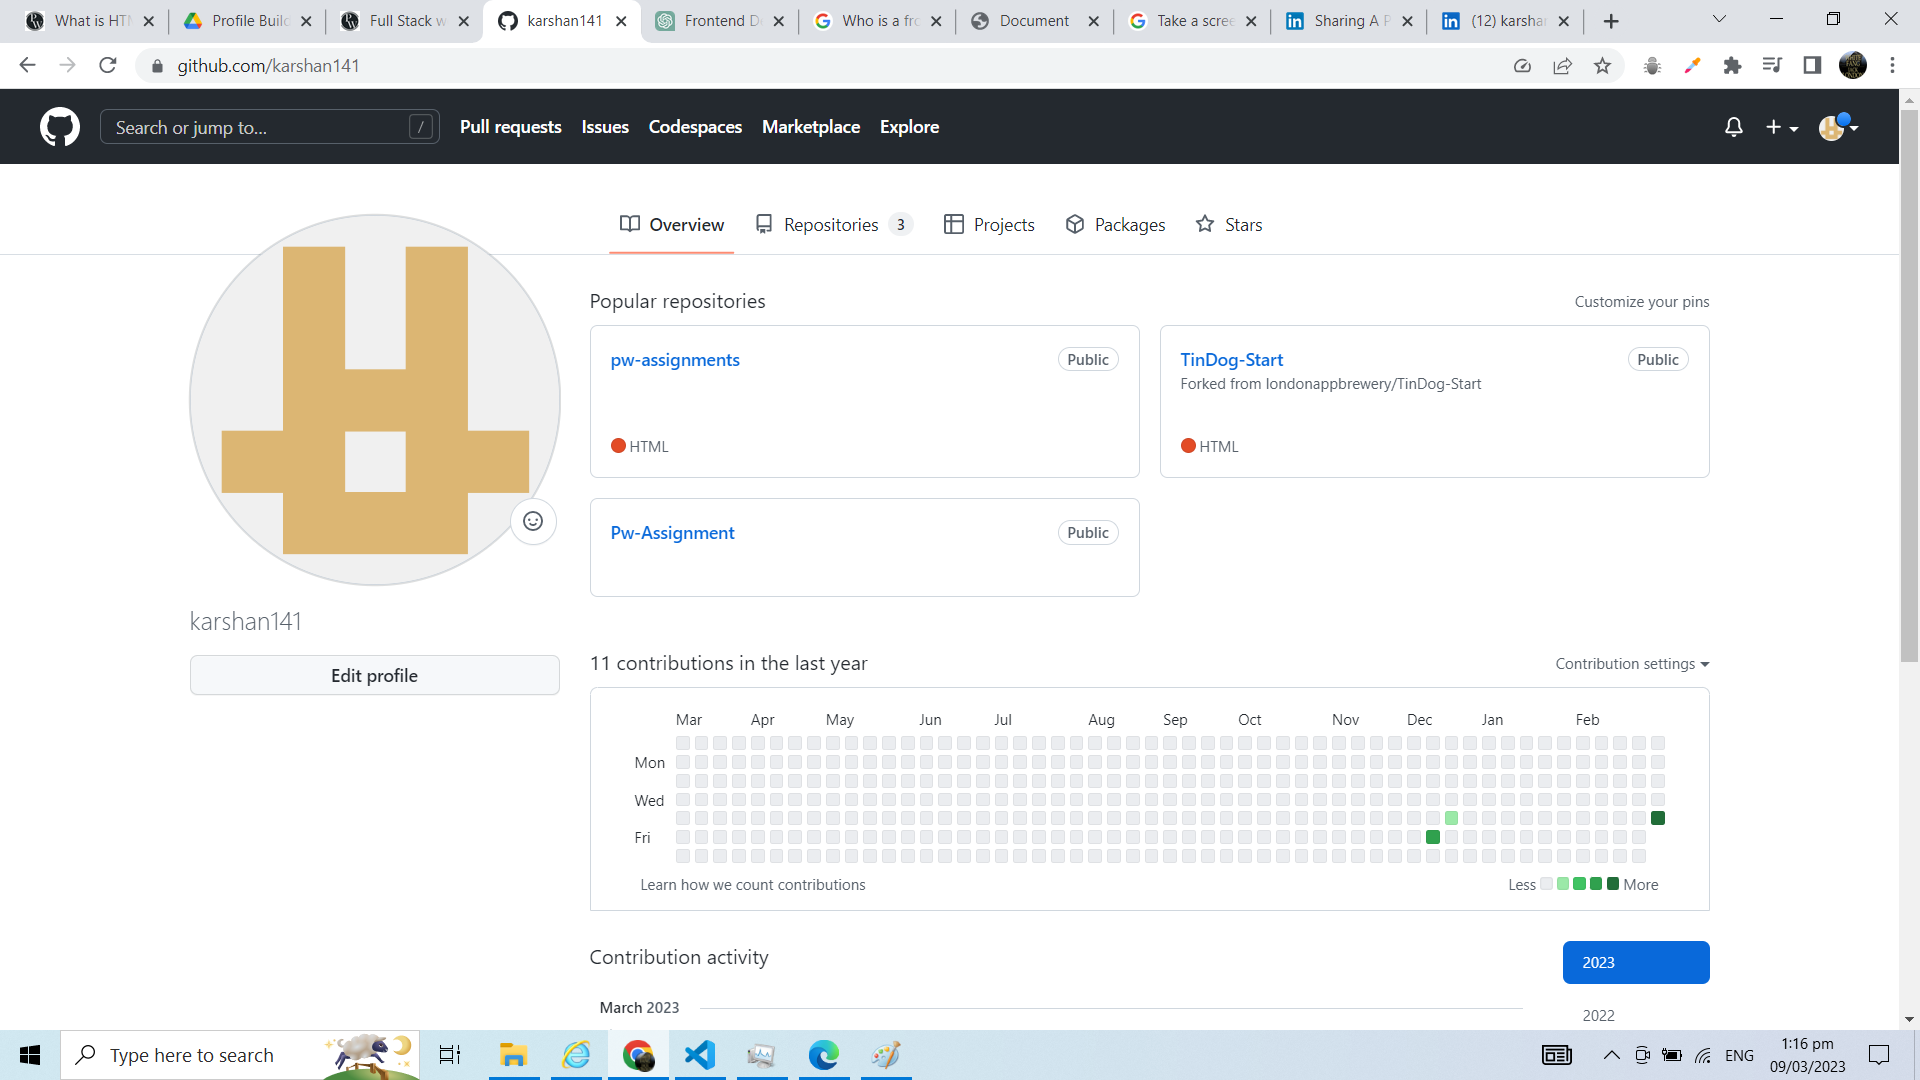 What is HTM
Profile Build
Full Stack w
karshan141
Frontend De
Who is a fro
Document
Take a scree
Sharing A P
(12) karshan
github.com/karshan141
Search or jump to...
/
Pull requests
Issues
Codespaces
Marketplace
Explore
Overview
Repositories 3
Projects
Packages
Stars
Popular repositories
Customize your pins
pw-assignments
Public
HTML
TinDog-Start
Public
Forked from londonappbrewery/TinDog-Start
HTML
Pw-Assignment
Public
karshan141
Edit profile
11 contributions in the last year
Contribution settings
Mar Apr May Jun Jul Aug Sep Oct Nov Dec Jan Feb
Mon
Wed
Fri
Learn how we count contributions
Less More
Contribution activity
2023
March 2023
2022
Type here to search
ENG
1:16 pm
09/03/2023